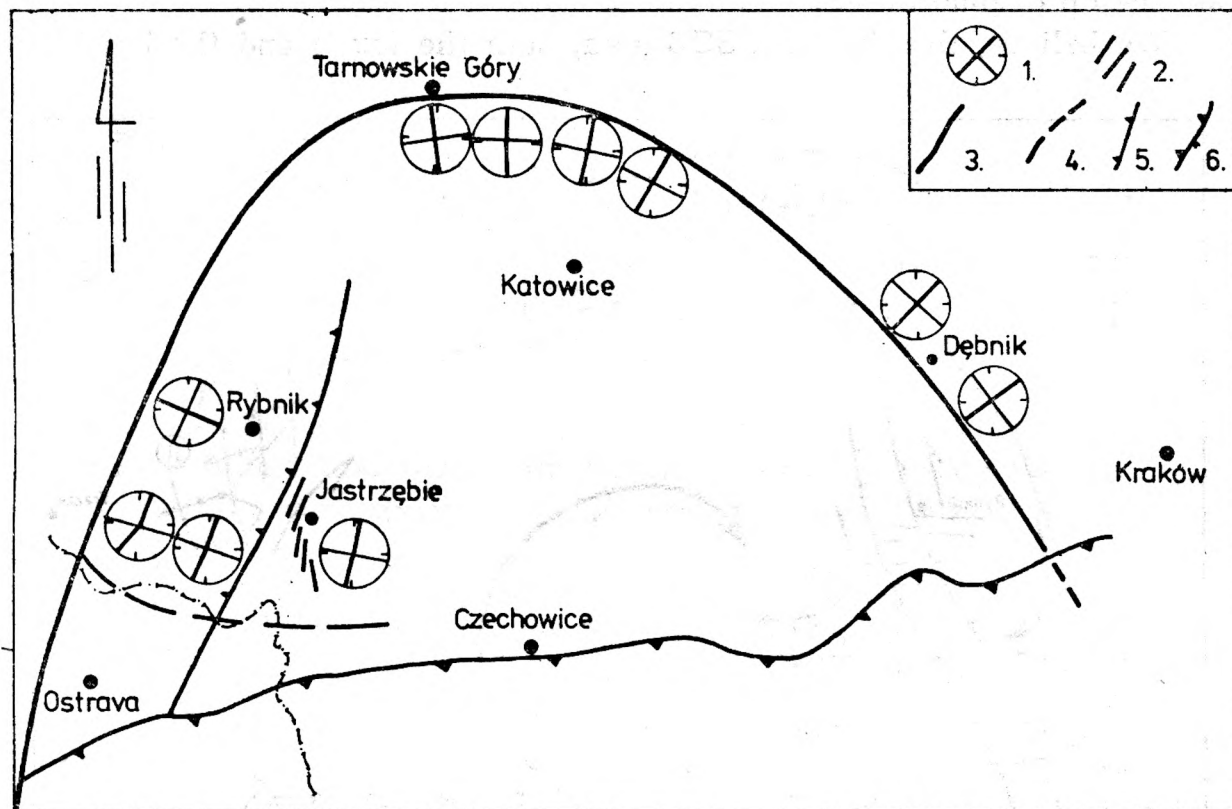 1. 2.
3. 4. 5. 6.
Tarnowskie Góry
Katowice
Dębnik
Rybnik
Kraków
Jastrzębie
Czechowice
Ostrava